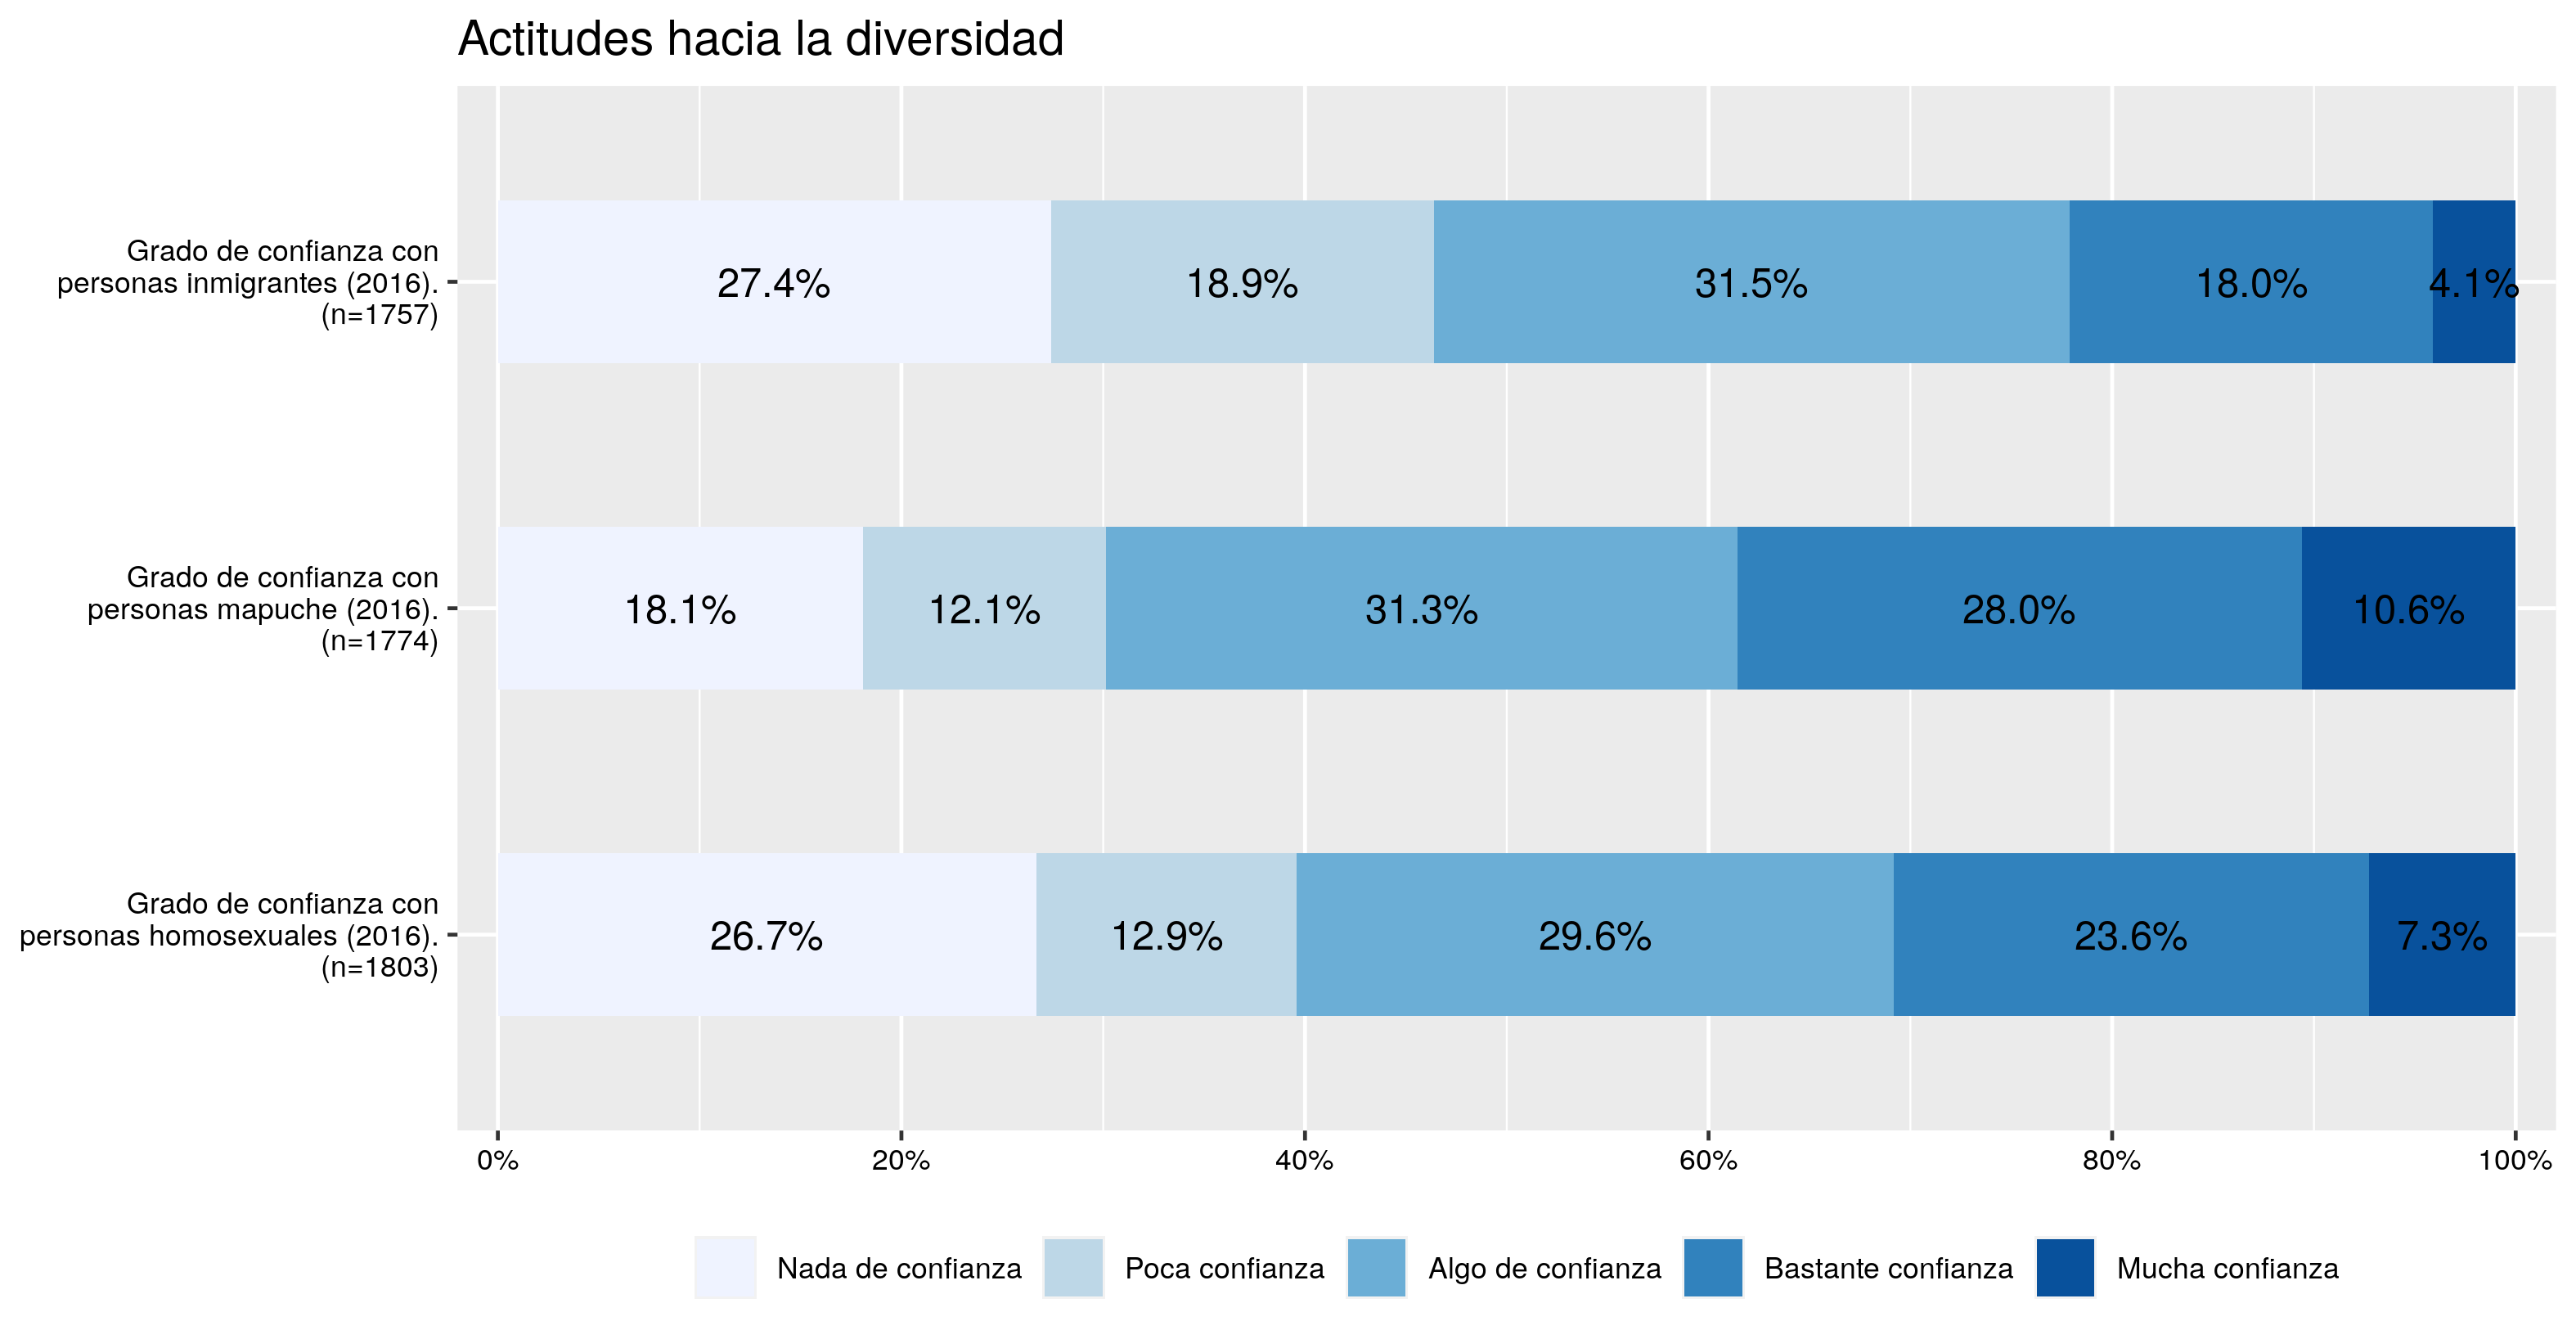 Actitudes hacia la diversidad
Grado de confianza con
personas inmigrantes (2016).
(n=1757)
27.4%
18.9%
31.5%
18.0%
4.1%
Grado de confianza con
personas mapuche (2016).
(n=1774)
18.1%
12.1%
31.3%
28.0%
10.6%
Grado de confianza con
personas homosexuales (2016).
(n=1803)
26.7%
12.9%
29.6%
23.6%
7.3%
0%
20%
40%
60%
80%
100%
Nada de confianza
Poca confianza
Algo de confianza
Bastante confianza
Mucha confianza